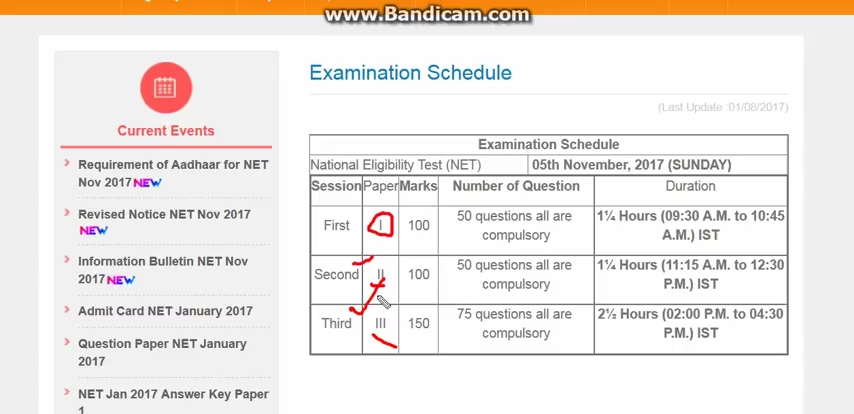 www.Bandicam.com
Examination Schedule
(Last Update :01/08/2017)
Current Events
Requirement of Aadhaar for NET
Nov 2017 NEW
Revised Notice NET Nov 2017
NEW
Information Bulletin NET Nov
2017 NEW
Admit Card NET January 2017
Question Paper NET January
2017
NET Jan 2017 Answer Key Paper
1
Examination Schedule
National Eligibility Test (NET) 05th November, 2017 (SUNDAY)
Session Paper Marks Number of Question Duration
First I 100 50 questions all are compulsory 1¼ Hours (09:30 A.M. to 10:45 A.M.) IST
Second II 100 50 questions all are compulsory 1¼ Hours (11:15 A.M. to 12:30 P.M.) IST
Third III 150 75 questions all are compulsory 2½ Hours (02:00 P.M. to 04:30 P.M.) IST